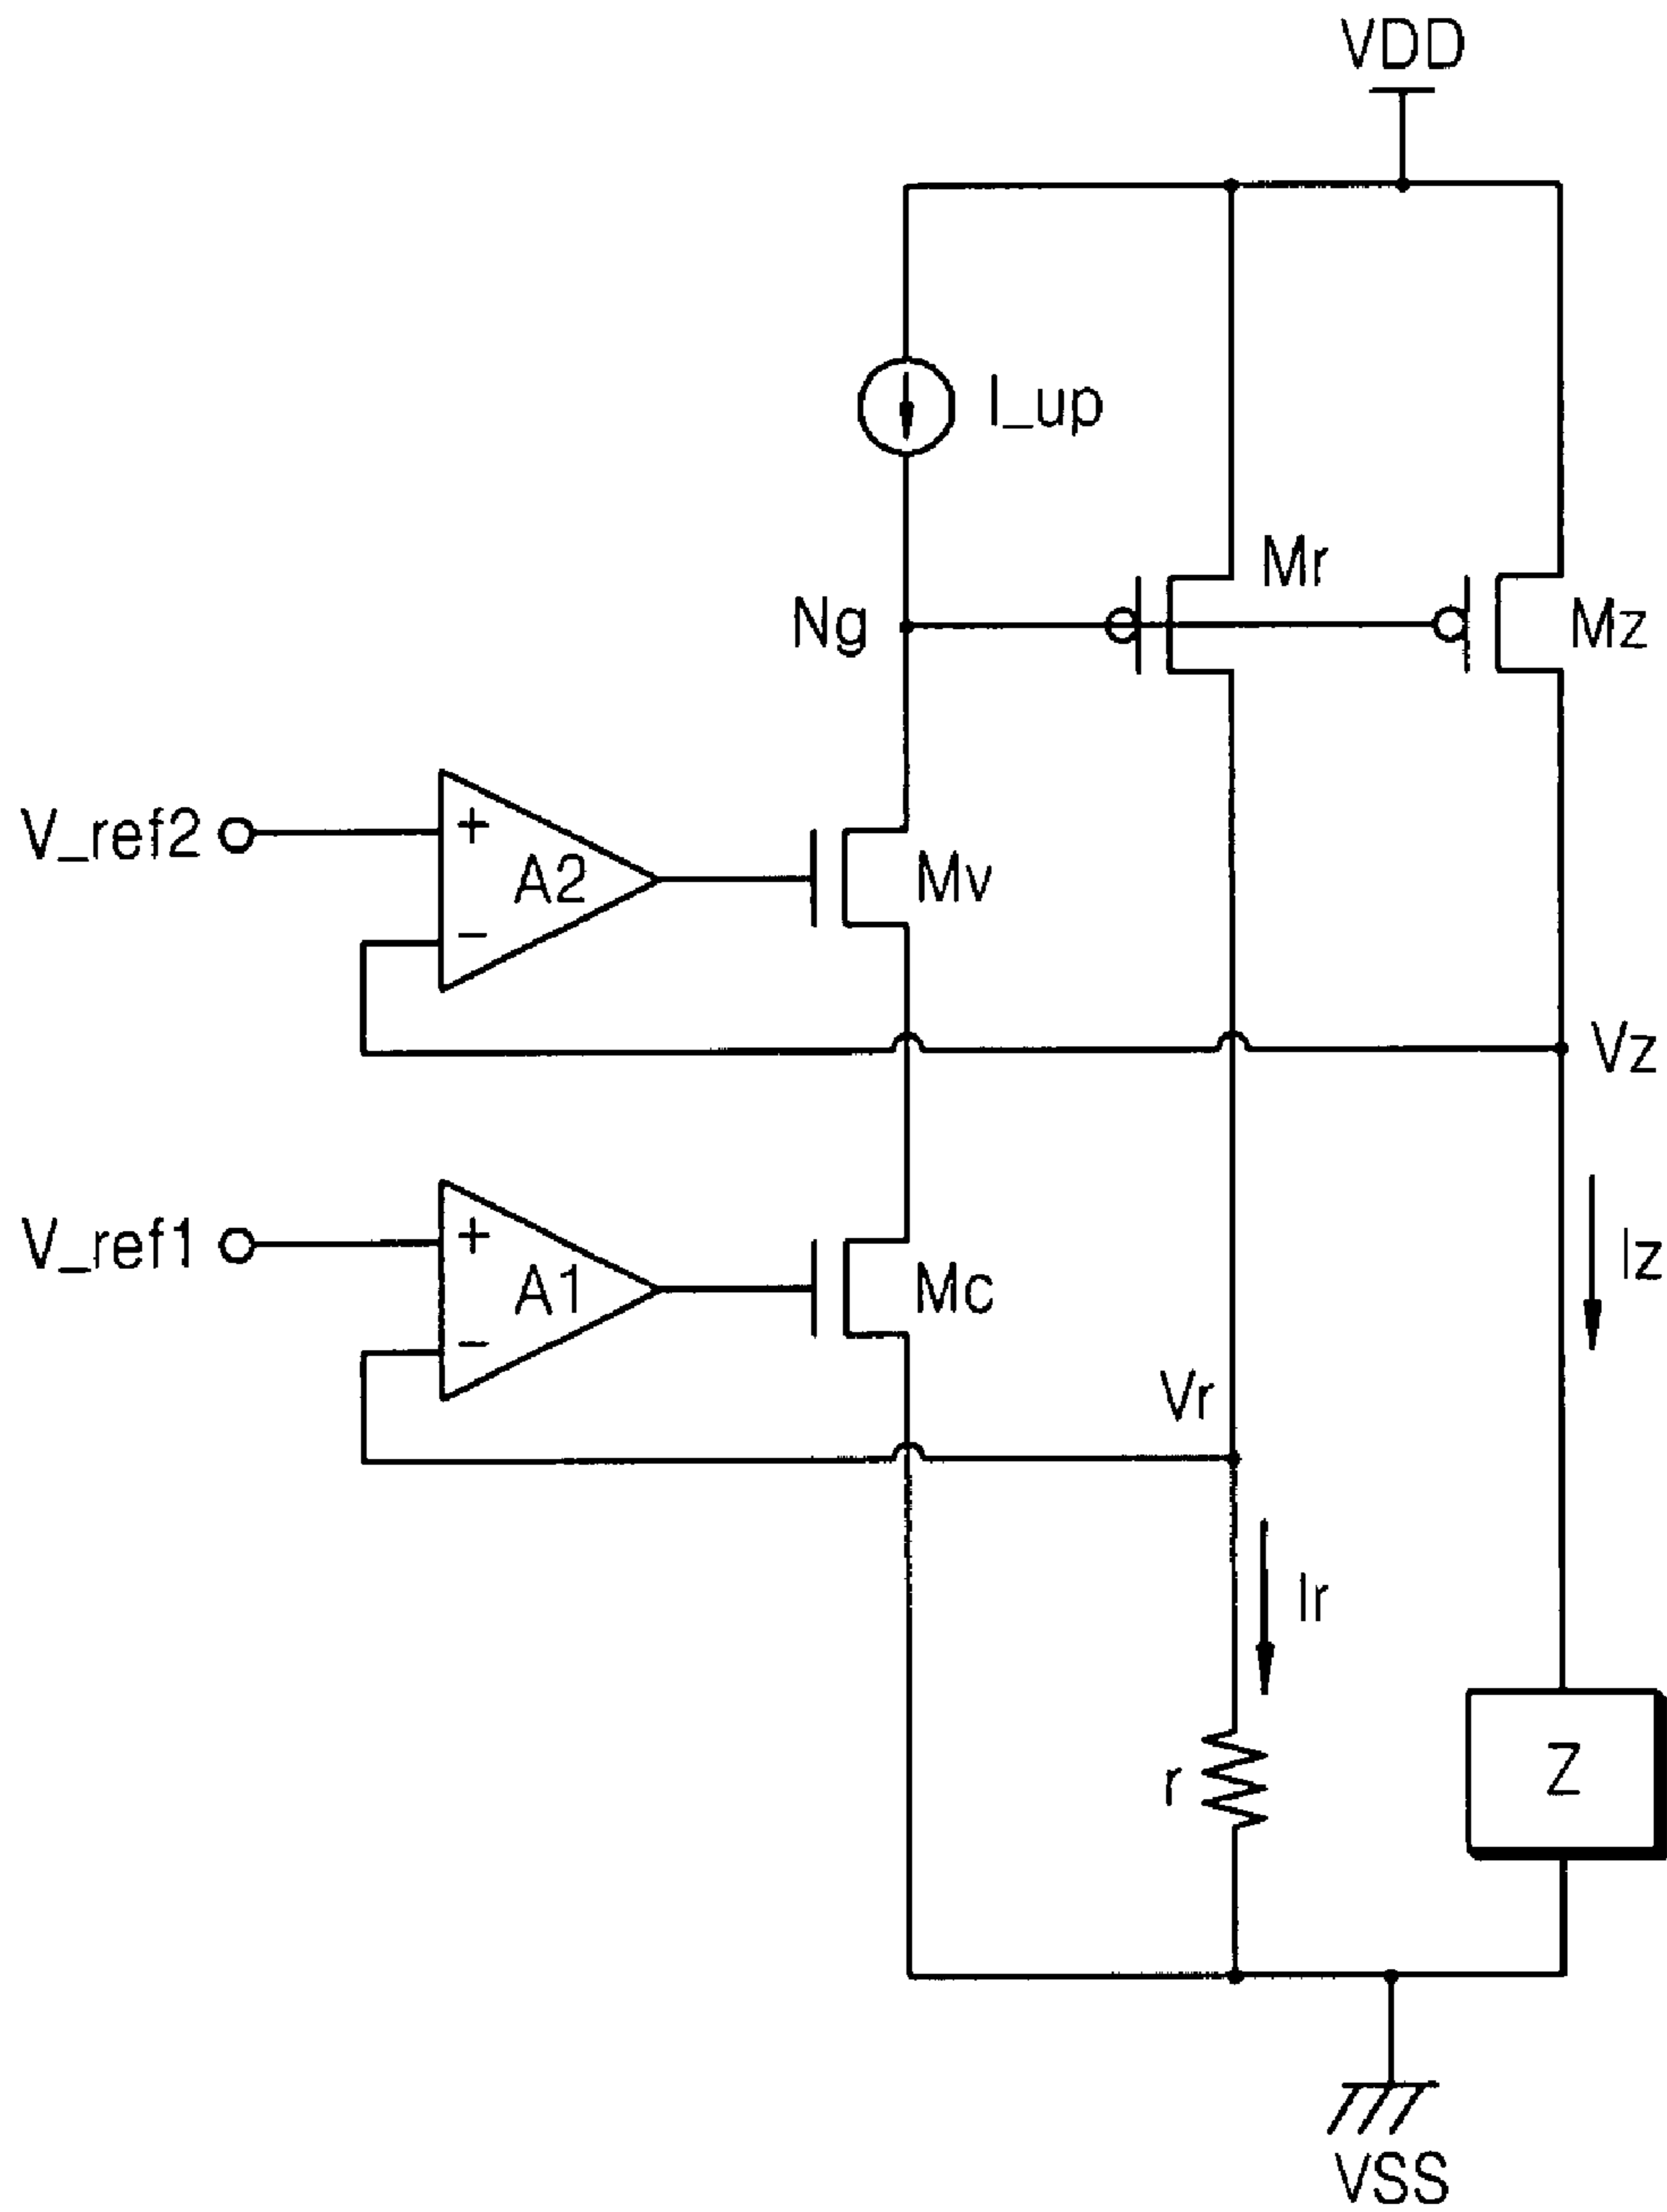 VDD
I_up
Mr
Ng
Mz
V_ref2
+
A2
−
Mv
Vz
V_ref1
+
A1
−
Mc
Iz
Vr
Ir
r
Z
VSS